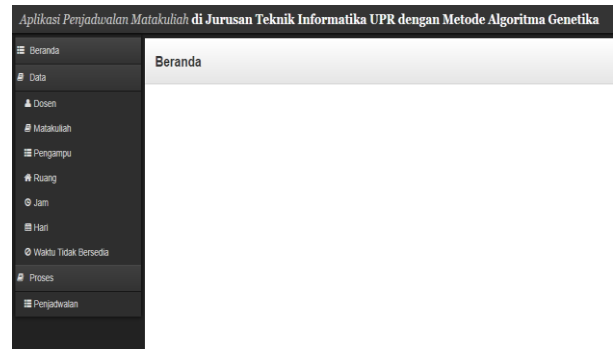 Aplikasi Penjadwalan Matakuliah di Jurusan Teknik Informatika UPR dengan Metode Algoritma Genetika
Beranda
Beranda
Data
Dosen
Matakuliah
Pengampu
Ruang
Jam
Hari
Waktu Tidak Bersedia
Proses
Penjadwalan